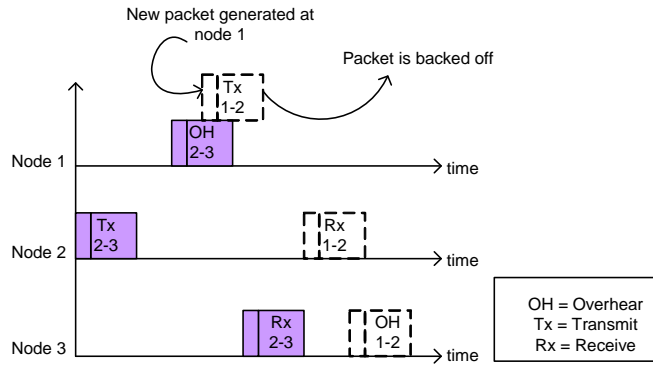 New packet generated at
node 1
Packet is backed off
Tx
1-2
OH
2-3
Node 1
time
Tx
2-3
Rx
1-2
Node 2
time
Rx
2-3
OH
1-2
Node 3
time
OH = Overhear
Tx = Transmit
Rx = Receive